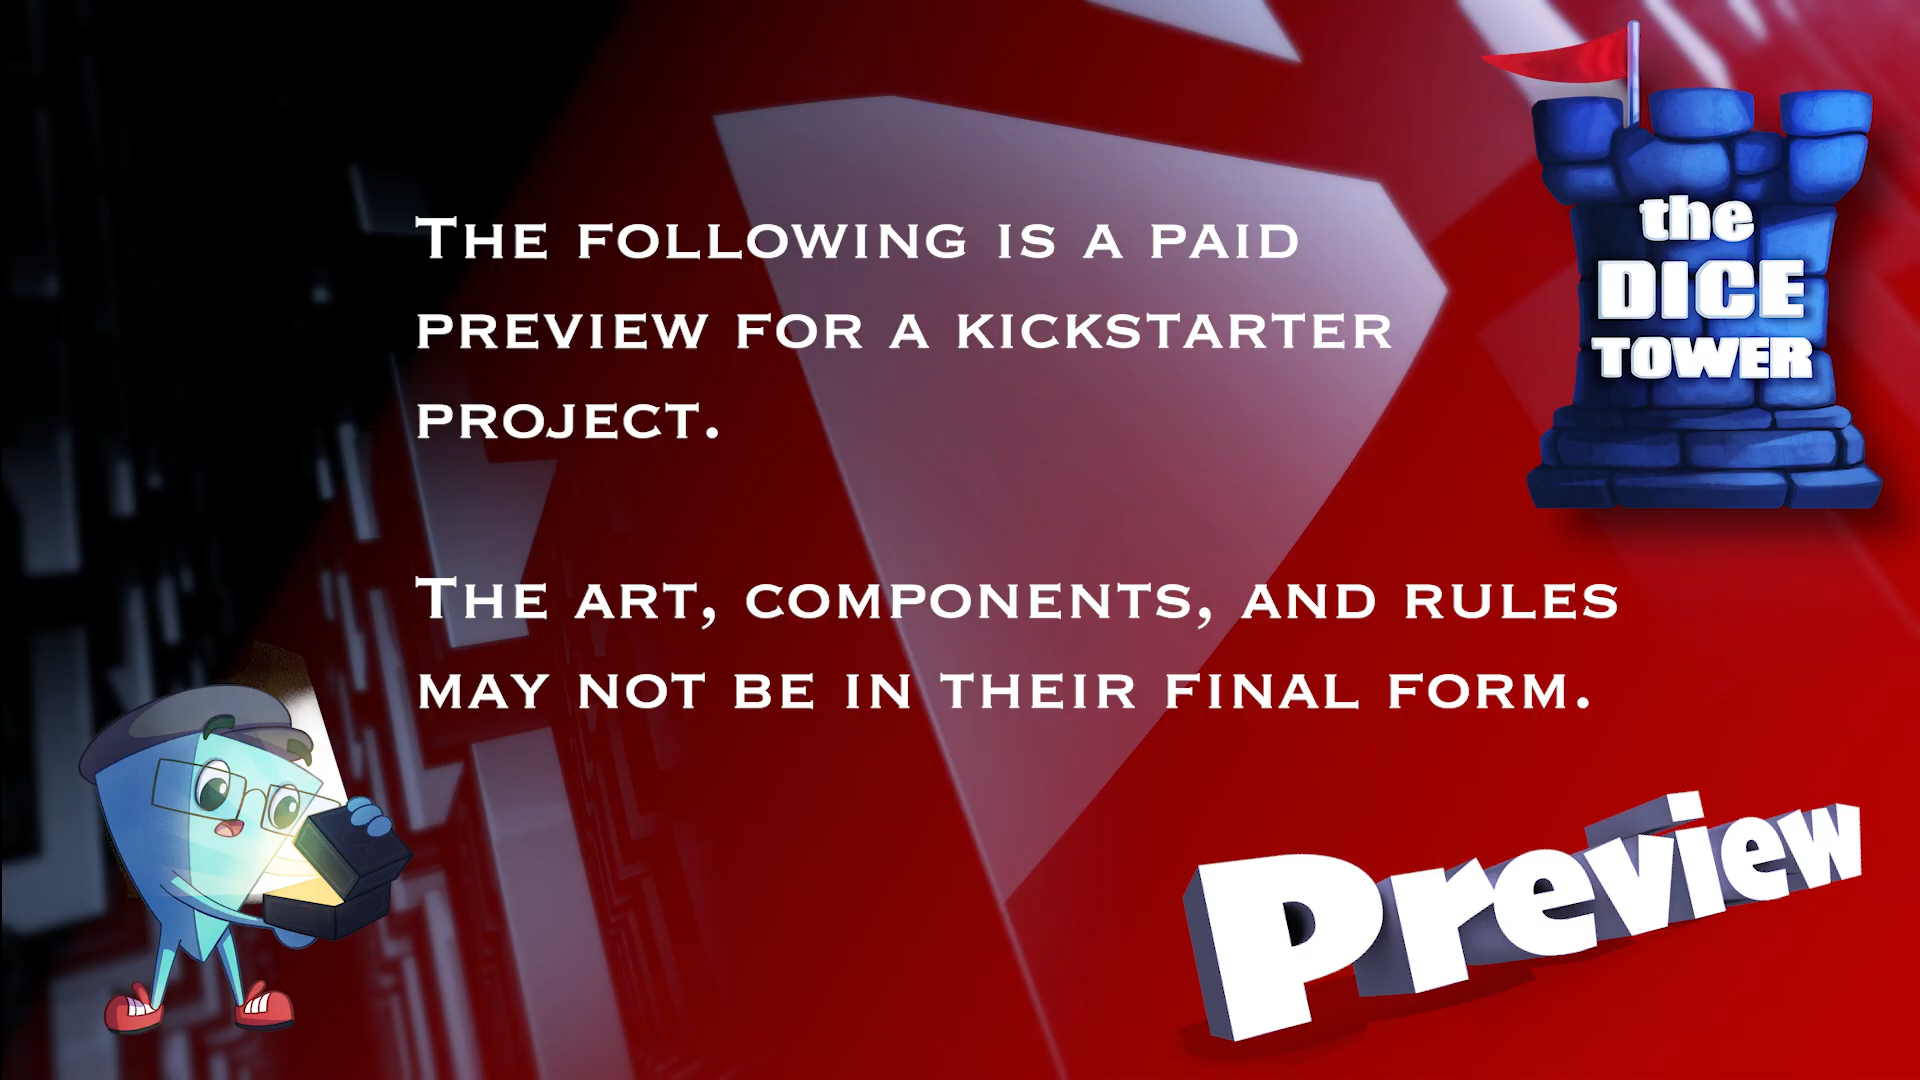 The following is a paid
preview for a kickstarter
project.
The art, components, and rules
may not be in their final form.
the
DICE
TOWER
Preview